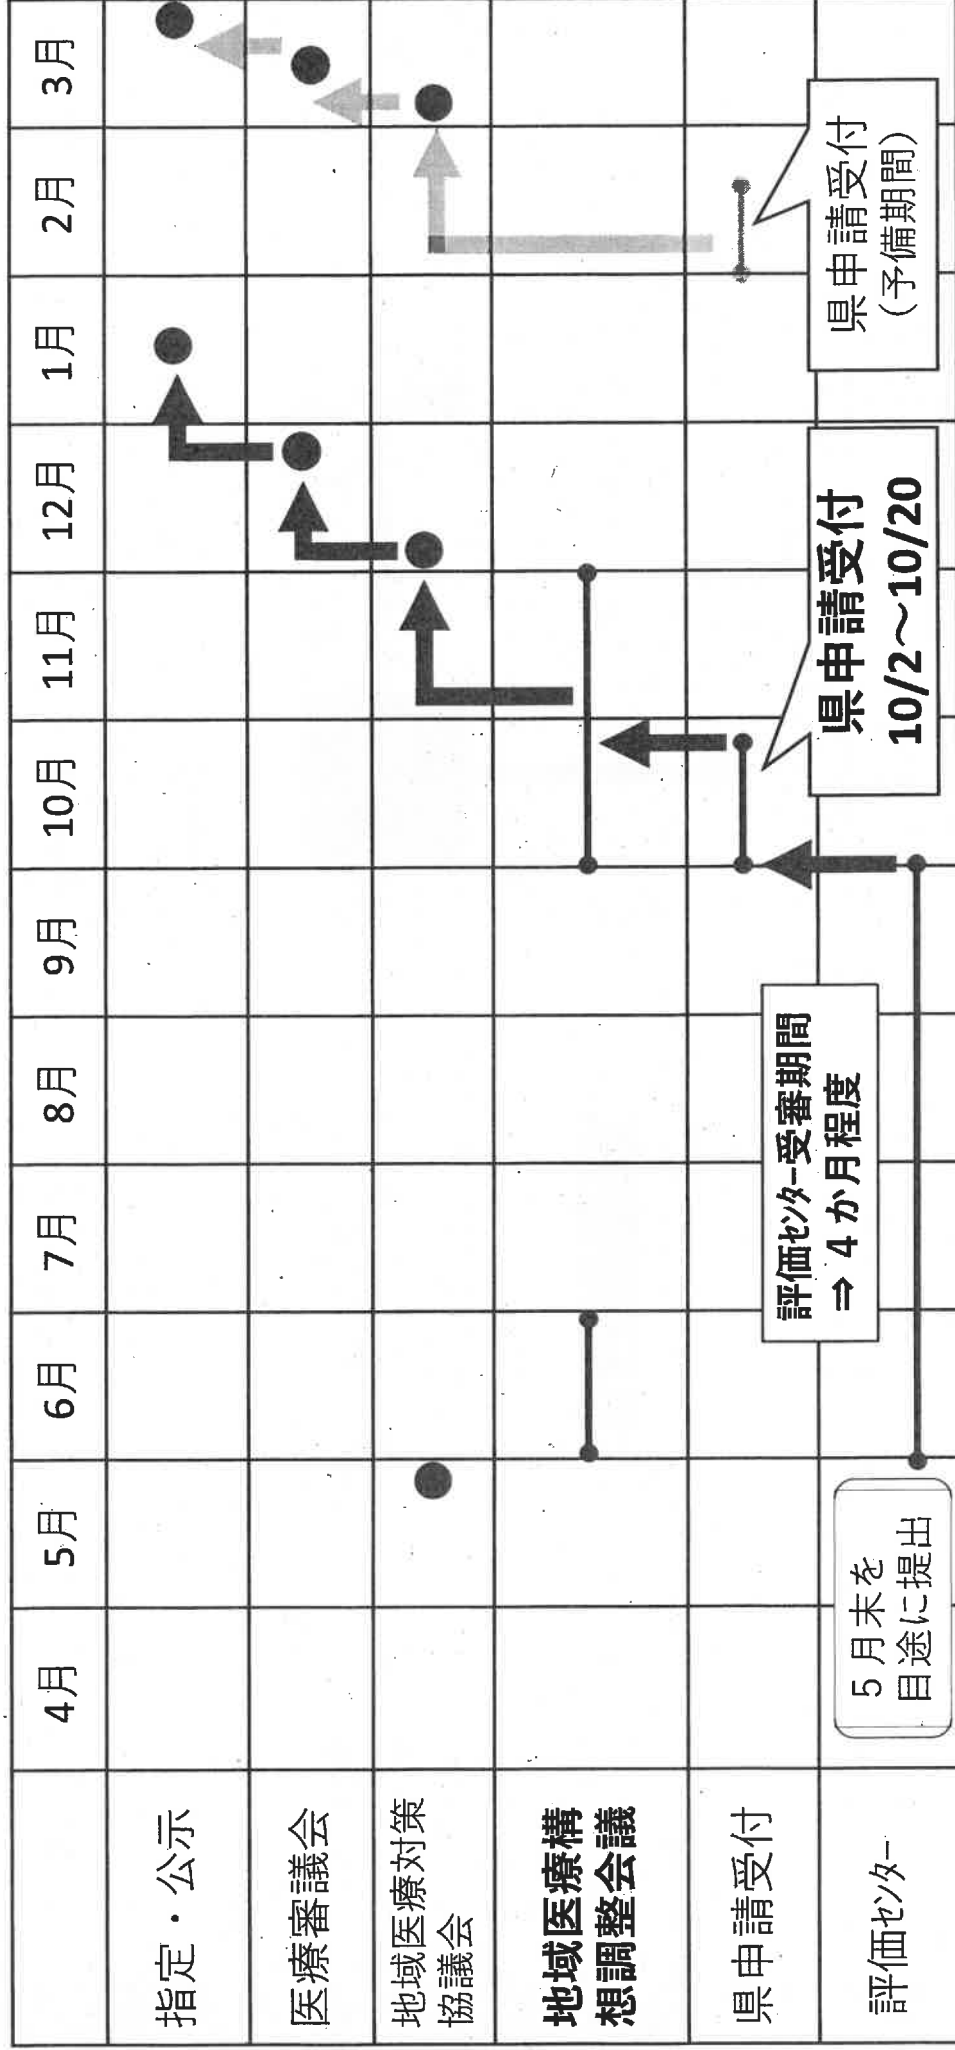 4月 5月 6月 7月 8月 9月 10月 11月 12月 1月 2月 3月
指定・公示
医療審議会
地域医療対策
協議会
地域医療構
想調整会議
県申請受付
評価センター
5月末を
目途に提出
評価センター受審期間
⇒ 4か月程度
県申請受付
10/2～10/20
県申請受付
（予備期間）